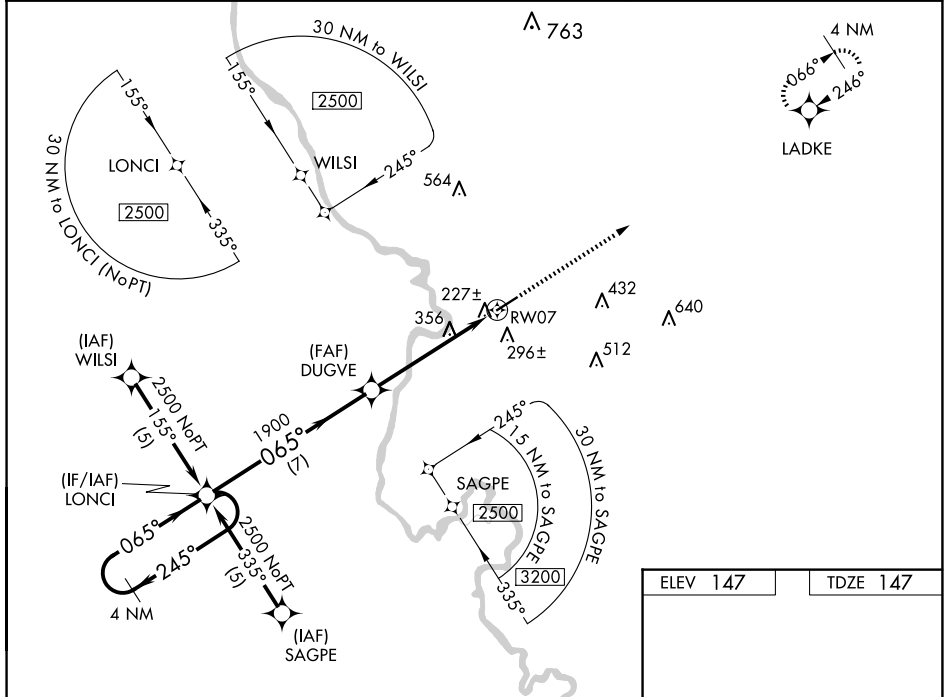 763
4 NM
066°
246°
LADKE
30 NM to WILSI
155°
2500
WILSI
245°
564
155°
LONCI
2500
335°
30 NM to LONCI (NoPT)
227±
RW07
356
296±
432
640
512
(IAF)
WILSI
2500 NoPT
155°
(5)
(FAF)
DUGVE
1900
065°
(7)
(IF/IAF)
LONCI
065°
245°
4 NM
2500 NoPT
335°
(5)
(IAF)
SAGPE
245°
15 NM to SAGPE
30 NM to SAGPE
SAGPE
2500
3200
335°
ELEV 147
TDZE 147